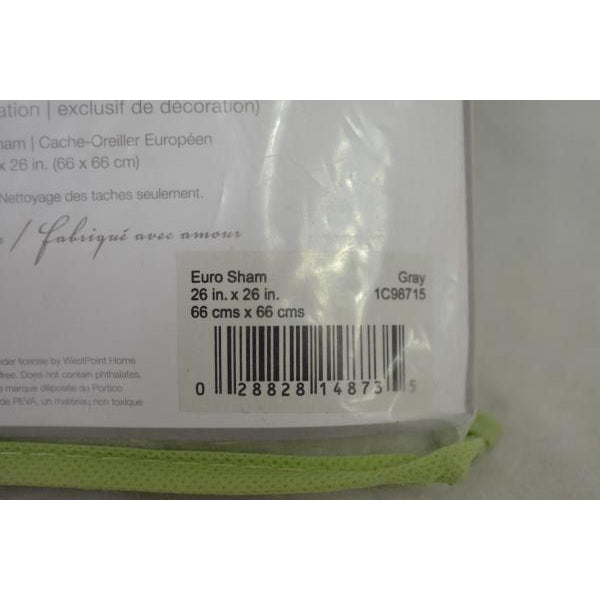 ation | exclusif de décoration)
ham | Cache-Oreiller Européen
x 26 in. (66 x 66 cm)
Nettoyage des taches seulement.
/ Fabriqué avec amour
Euro Sham Gray
26 in. x 26 in. 1C98715
66 cms x 66 cms
0 28828 14873 5
nder license by WestPoint Home
free. Does not contain phthalates.
marque déposée du Portico
de PEVA, un matériau non toxique